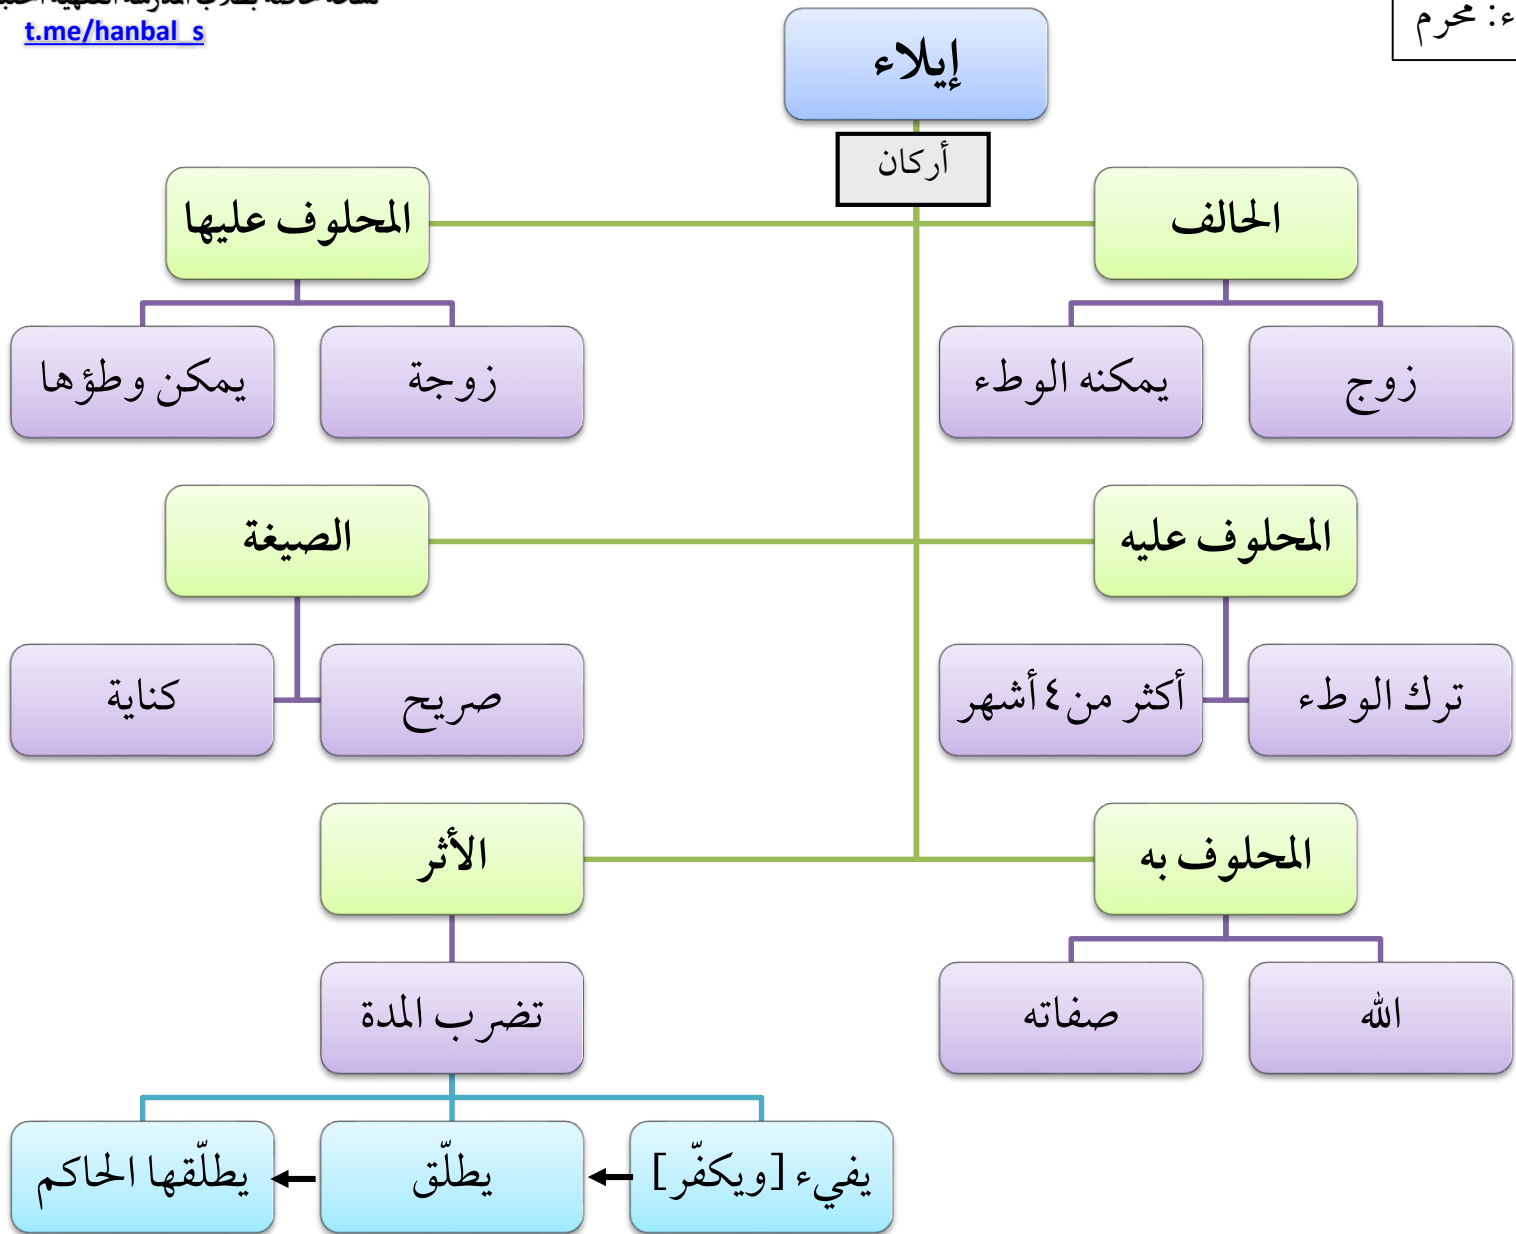 t.me/hanbal_s
ء: محرم
إيلاء
أركان
الحالف
المحلوف عليها
زوج
يمكنه الوطء
زوجة
يمكن وطؤها
المحلوف عليه
الصيغة
ترك الوطء
أكثر من ٤ أشهر
صريح
كناية
المحلوف به
الأثر
الله
صفاته
تضرب المدة
يفيء [ويكفّر]
يطلّق
يطلّقها الحاكم